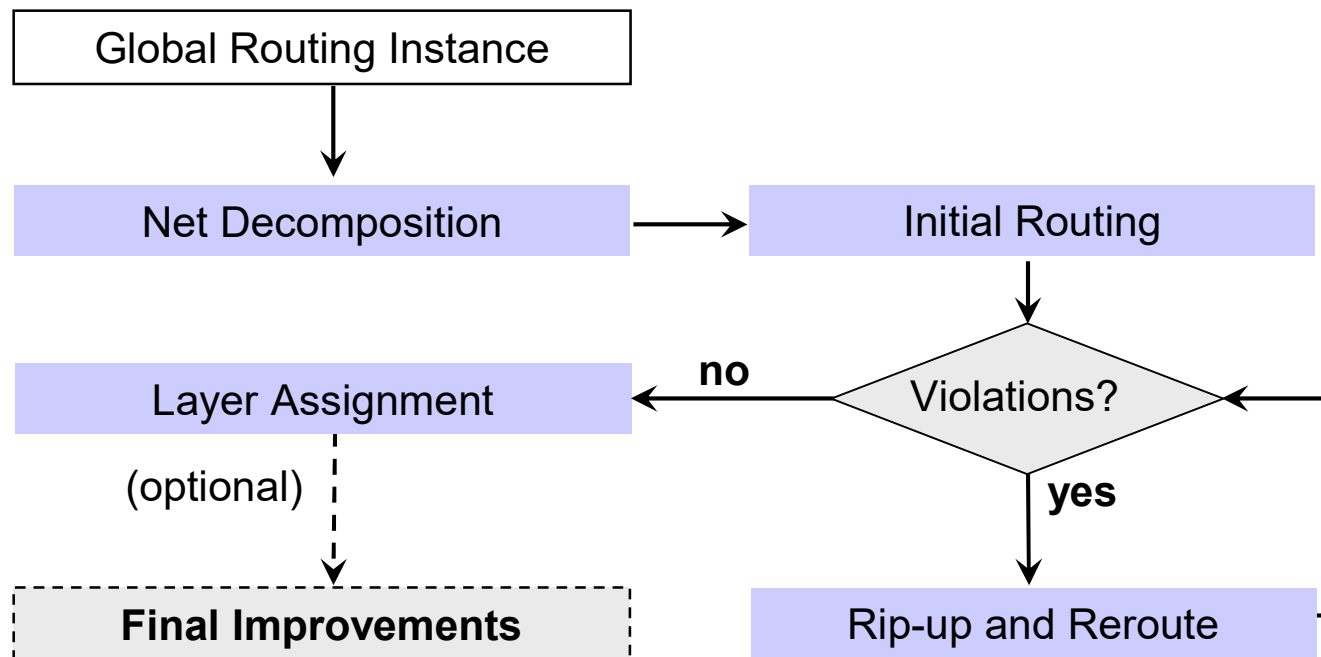 Global Routing Instance
Net Decomposition
Initial Routing
Layer Assignment
no
Violations?
(optional)
yes
Final Improvements
Rip-up and Reroute